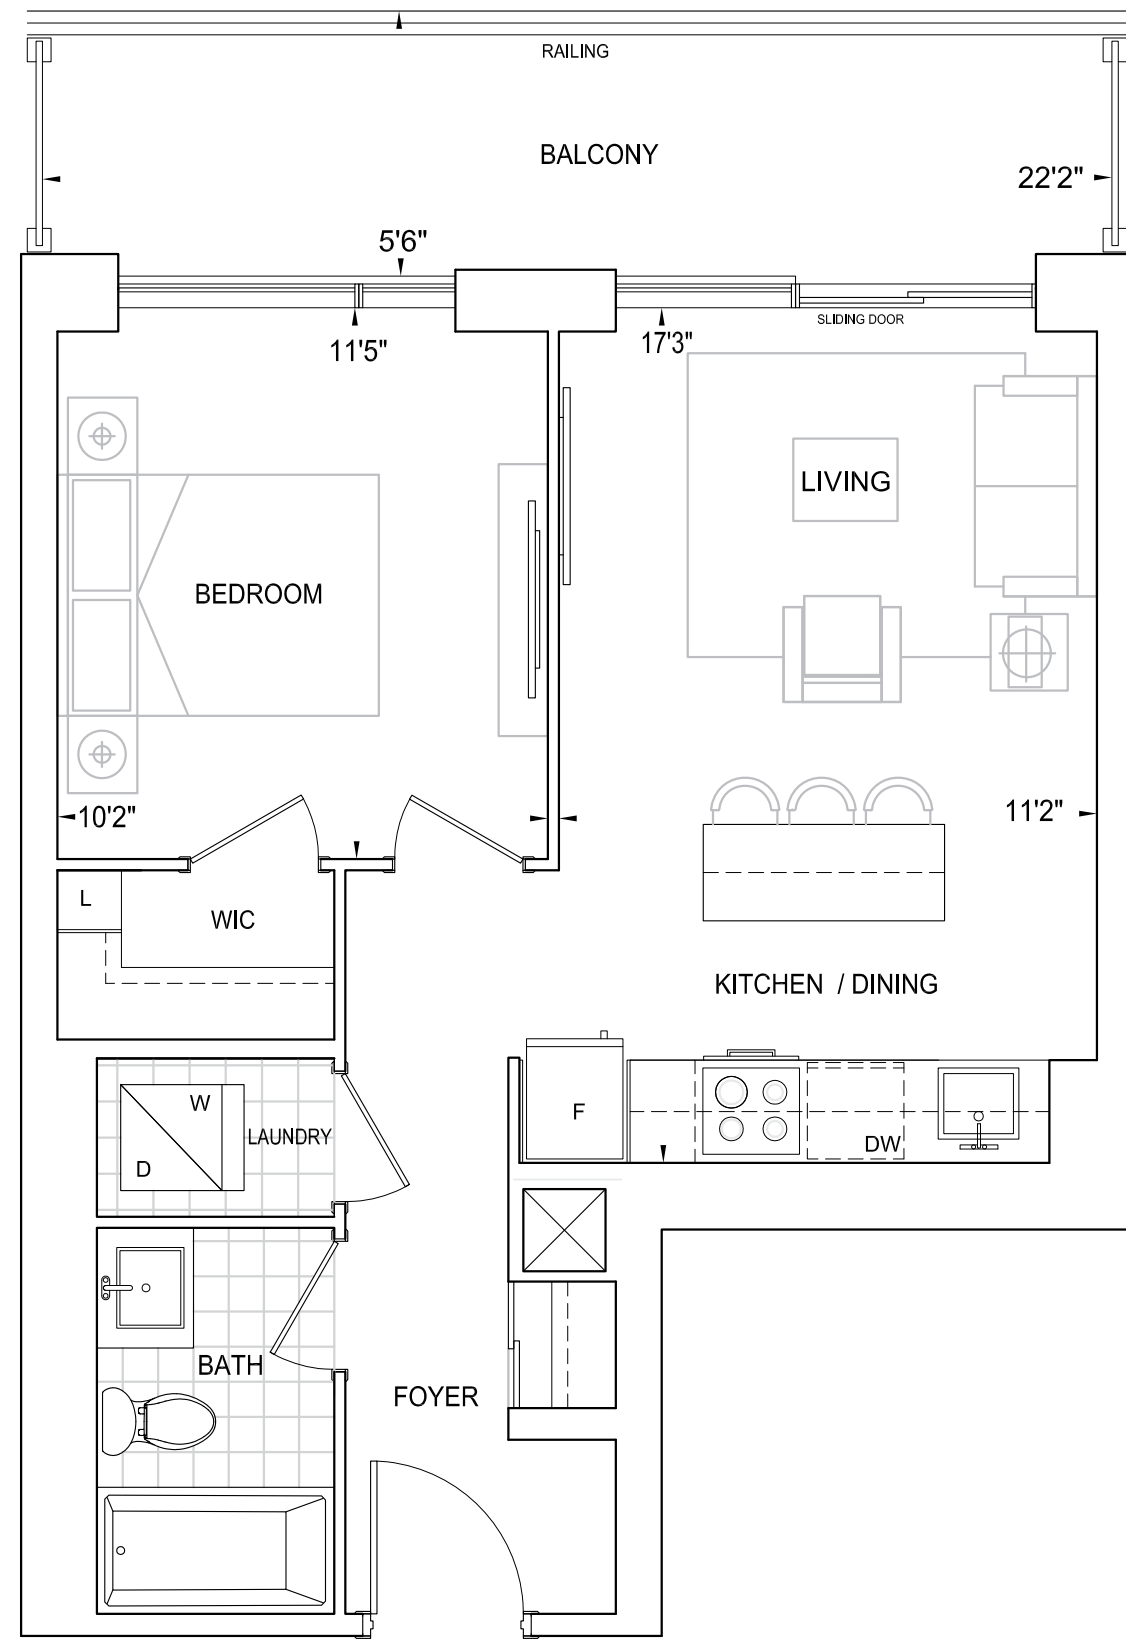 RAILING
BALCONY
22'2"
5'6"
SLIDING DOOR
11'5"
17'3"
LIVING
BEDROOM
10'2"
11'2"
L
WIC
KITCHEN / DINING
W
F
LAUNDRY
DW
D
BATH
FOYER